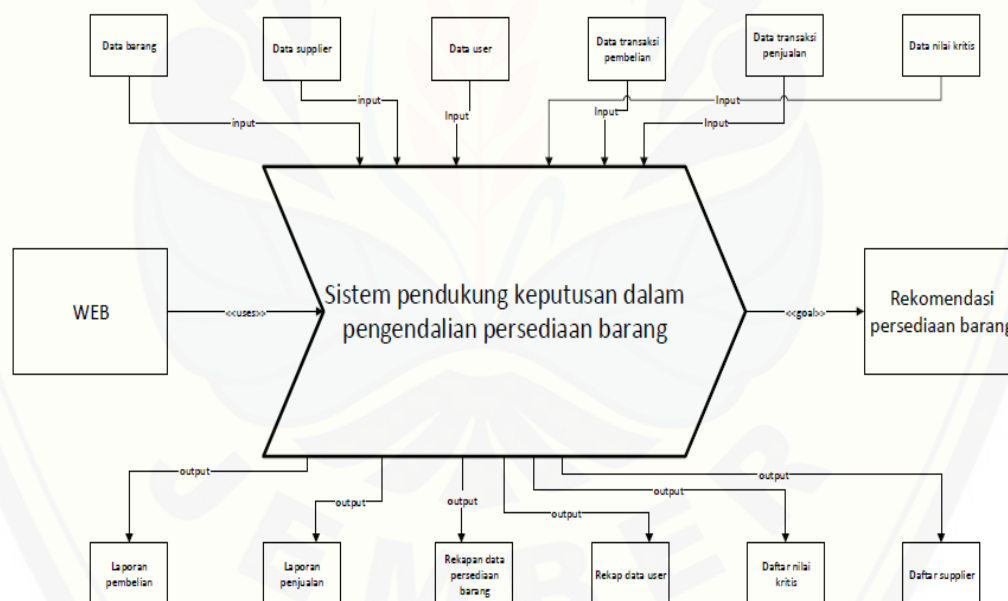 Data barang
Data supplier
Data user
Data transaksi
pembelian
Data transaksi
penjualan
Data nilai kritis
input
input
Input
Input
Input
Input
WEB
<<uses>>
Sistem pendukung keputusan dalam
pengendalian persediaan barang
<<goal>>
Rekomendasi
persediaan barang
output
output
output
output
output
output
Laporan
pembelian
Laporan
penjualan
Rekapan data
persediaan
barang
Rekap data user
Daftar nilai
kritis
Daftar supplier
JEMBER